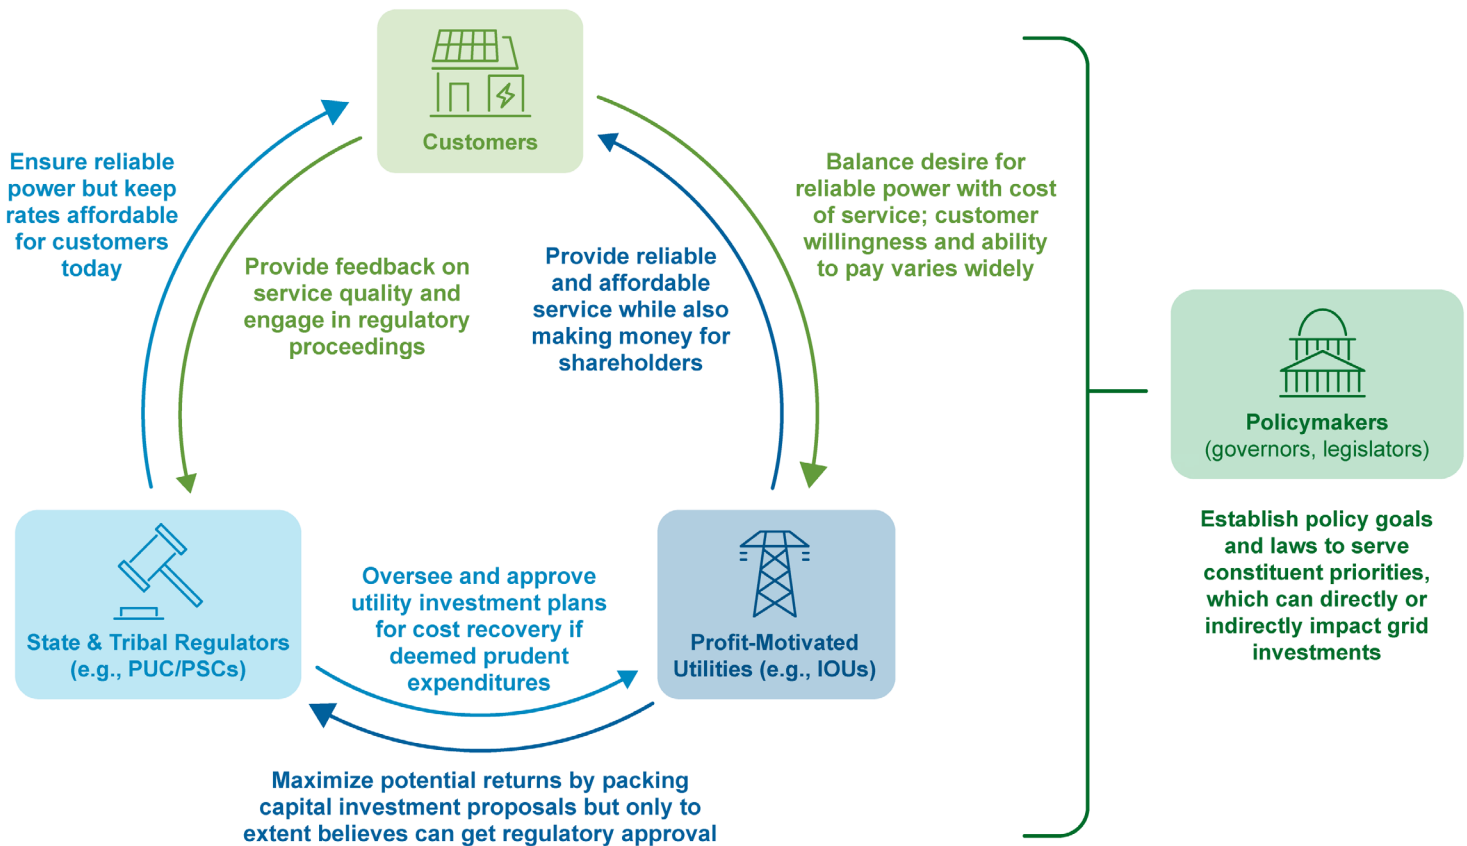 Customers
Ensure reliable
power but keep
rates affordable
for customers
today
Provide feedback on
service quality and
engage in regulatory
proceedings
Provide reliable
and affordable
service while also
making money for
shareholders
Balance desire for
reliable power with cost
of service; customer
willingness and ability
to pay varies widely
State & Tribal Regulators
(e.g., PUC/PSCs)
Oversee and approve
utility investment plans
for cost recovery if
deemed prudent
expenditures
Profit-Motivated
Utilities (e.g., IOUs)
Maximize potential returns by packing
capital investment proposals but only to
extent believes can get regulatory approval
Policymakers
(governors, legislators)
Establish policy goals
and laws to serve
constituent priorities,
which can directly or
indirectly impact grid
investments